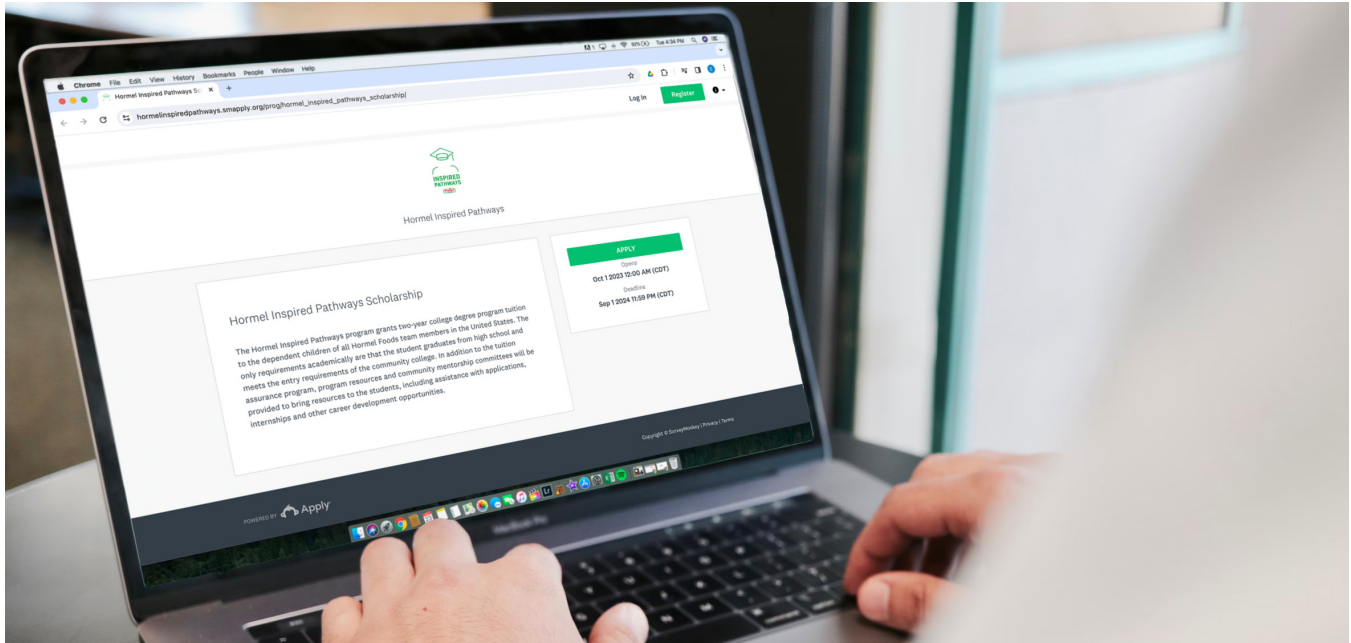 Chrome File Edit View History Bookmarks People Window Help
Tue 4:34 PM
Hormel Inspired Pathways Sc
hormelinspiredpathways.smapply.org/prog/hormel_inspired_pathways_scholarship/
Log In Register
INSPIRED
PATHWAYS
Hormel Inspired Pathways
Hormel Inspired Pathways Scholarship
The Hormel Inspired Pathways program grants two-year college degree program tuition
to the dependent children of all Hormel Foods team members in the United States. The
only requirements academically are that the student graduates from high school and
meets the entry requirements of the community college. In addition to the tuition
assurance program, program resources and community mentorship committees will be
provided to bring resources to the students, including assistance with applications,
internships and other career development opportunities.
APPLY
Opens
Oct 1 2023 12:00 AM (CDT)
Deadline
Sep 1 2024 11:59 PM (CDT)
POWERED BY Apply
Copyright © SurveyMonkey | Privacy | Terms
MacBook Pro